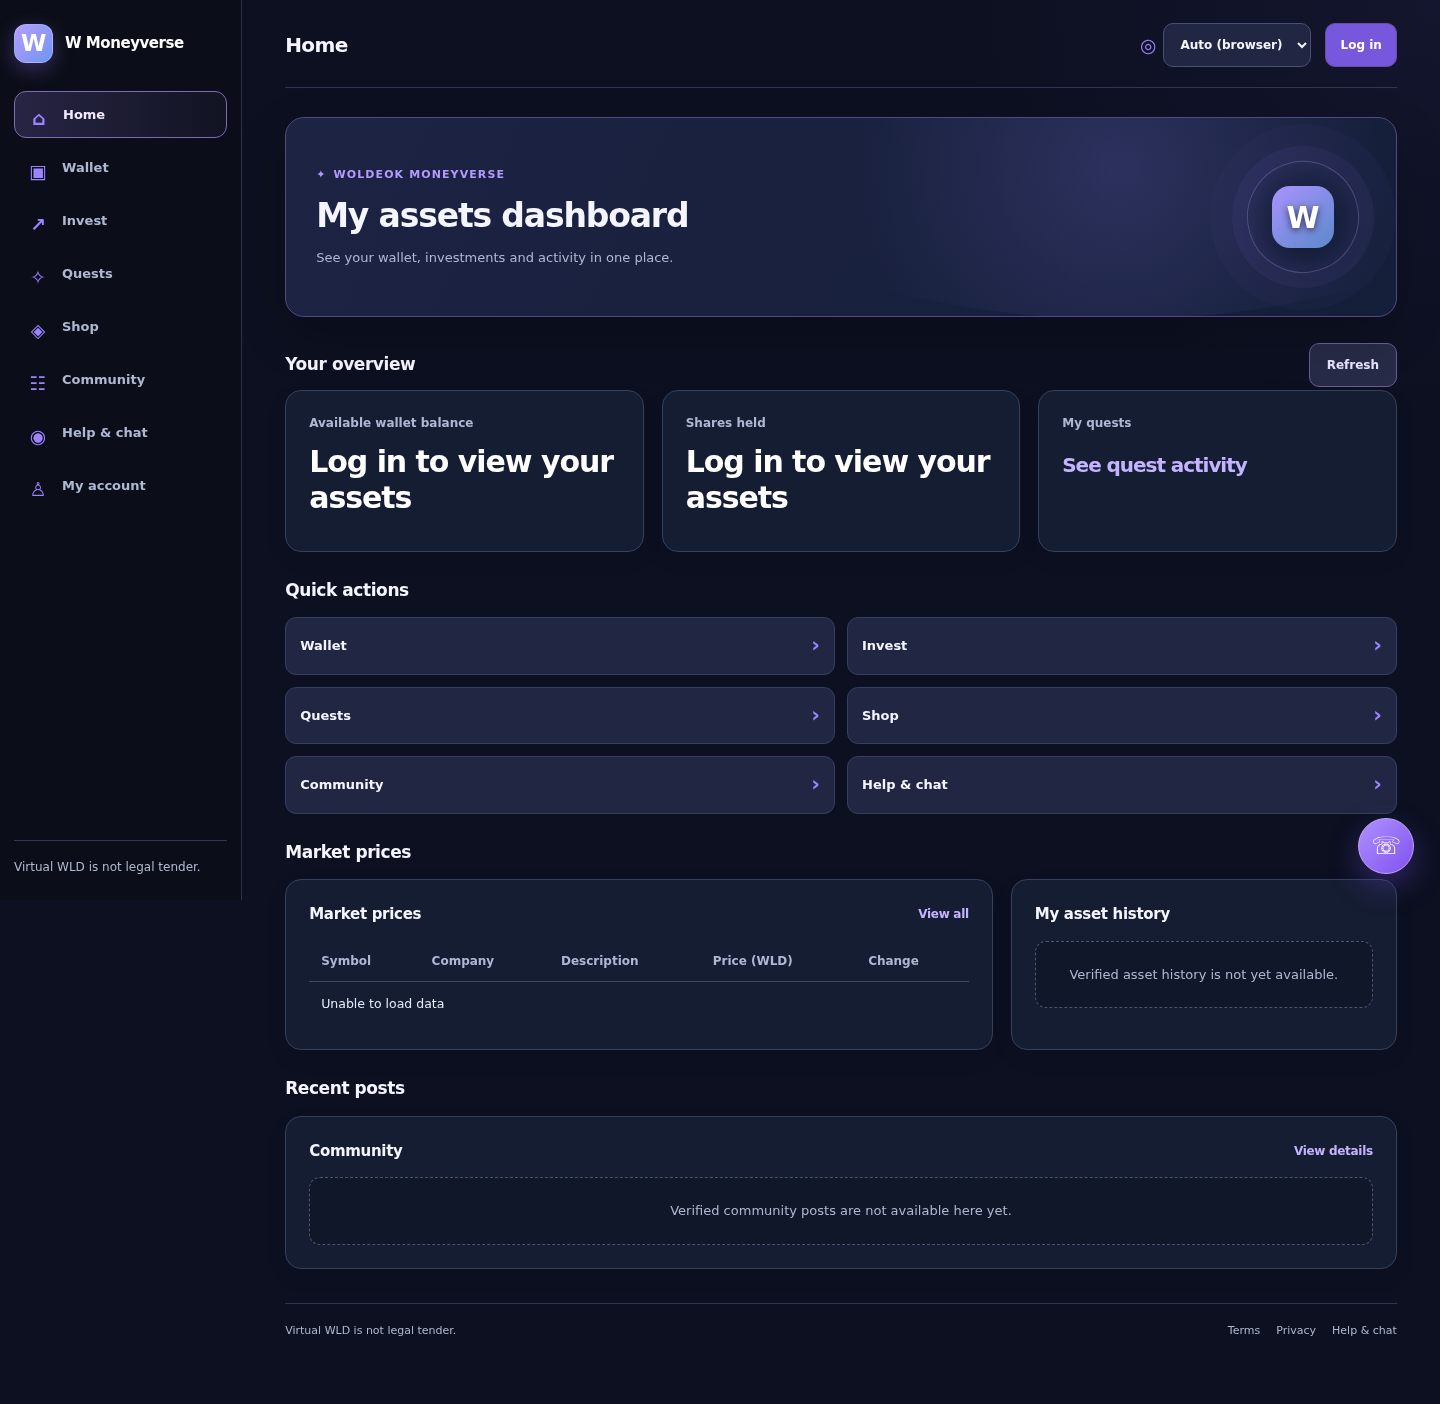 W
W Moneyverse
Home
Wallet
Invest
Quests
Shop
Community
Help & chat
My account
Virtual WLD is not legal tender.
Home
Auto (browser)
Log in
WOLDEOK MONEYVERSE
My assets dashboard
See your wallet, investments and activity in one place.
W
Your overview
Refresh
Available wallet balance
Log in to view your
assets
Shares held
Log in to view your
assets
My quests
See quest activity
Quick actions
Wallet
Invest
Quests
Shop
Community
Help & chat
Market prices
Market prices
View all
Symbol Company Description Price (WLD) Change
Unable to load data
My asset history
Verified asset history is not yet available.
Recent posts
Community
View details
Verified community posts are not available here yet.
Virtual WLD is not legal tender.
Terms Privacy Help & chat